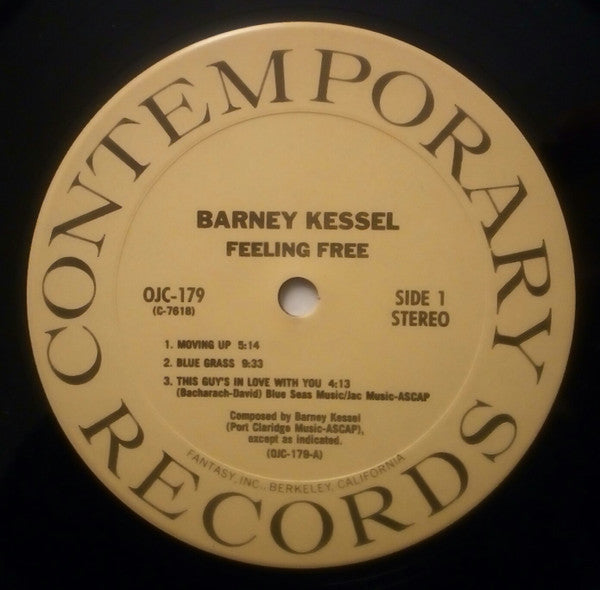 CONTEMPORARY RECORDS
BARNEY KESSEL
FEELING FREE
OJC-179
(C-7618)
SIDE 1
STEREO
1. MOVING UP 5:14
2. BLUE GRASS 9:33
3. THIS GUY'S IN LOVE WITH YOU 4:13
(Bacharach-David) Blue Seas Music/Jac Music-ASCAP
Composed by Barney Kessel
(Port Claridge Music-ASCAP),
except as indicated.
(OJC-179-A)
FANTASY, INC., BERKELEY, CALIFORNIA